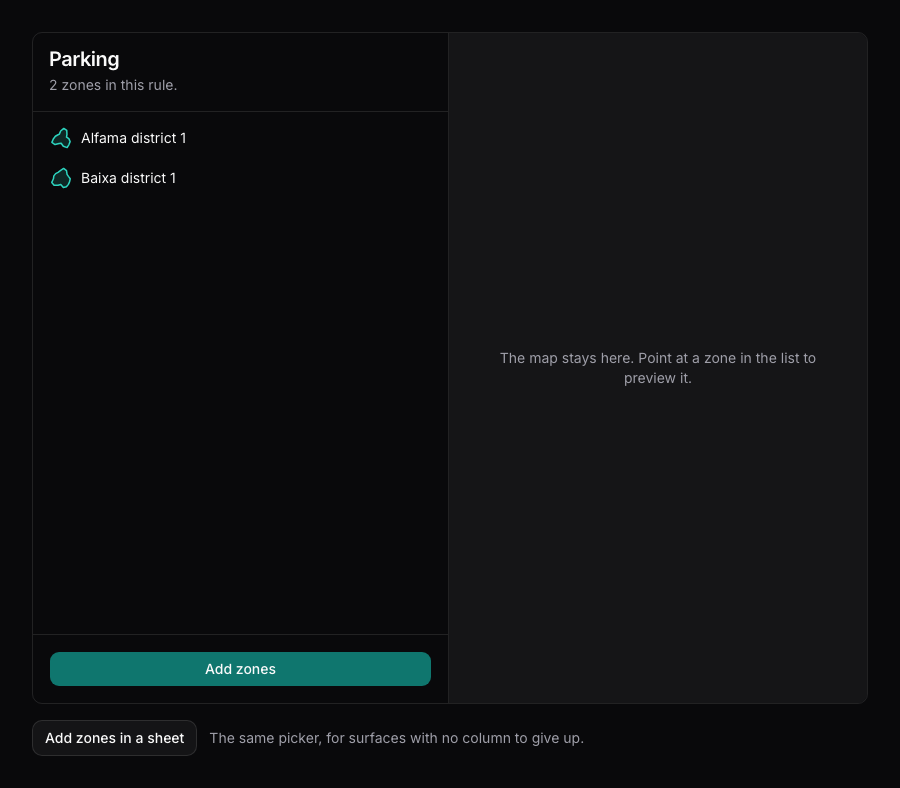 Parking
2 zones in this rule.
Alfama district 1
Baixa district 1
The map stays here. Point at a zone in the list to
preview it.
Add zones
Add zones in a sheet
The same picker, for surfaces with no column to give up.